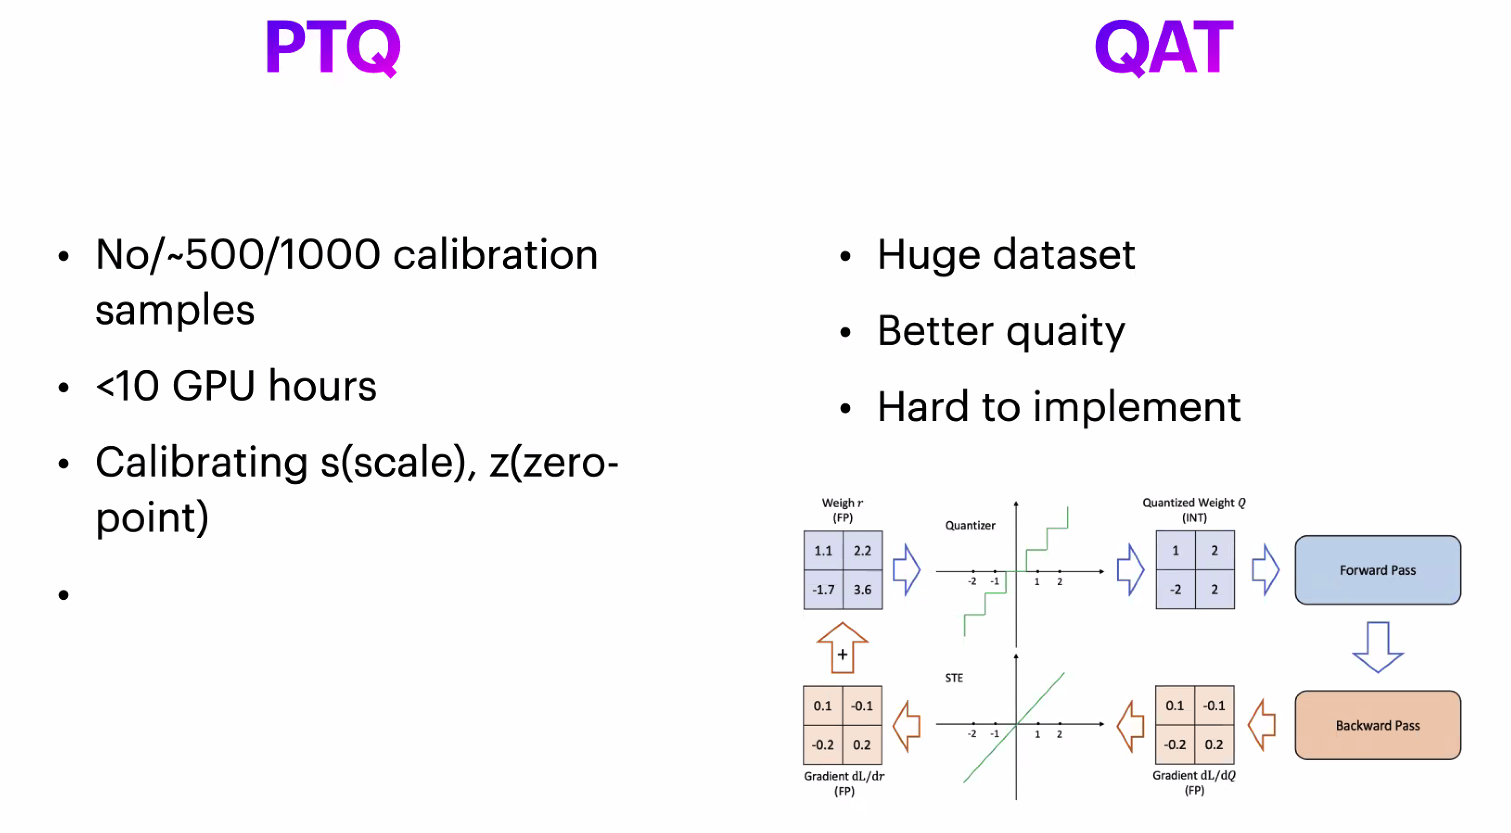 PTQ
• No/~500/1000 calibration
samples
• <10 GPU hours
• Calibrating s(scale), z(zero-
point)
•
QAT
• Huge dataset
• Better quaity
• Hard to implement
Weigh r
(FP)
1.1 2.2
-1.7 3.6
Quantizer
-2 -1 1 2
Quantized Weight Q
(INT)
1 2
-2 2
Forward Pass
+
0.1 -0.1
-0.2 0.2
Gradient dL/dr
(FP)
STE
-2 -1 1 2
0.1 -0.1
-0.2 0.2
Gradient dL/dQ
(FP)
Backward Pass